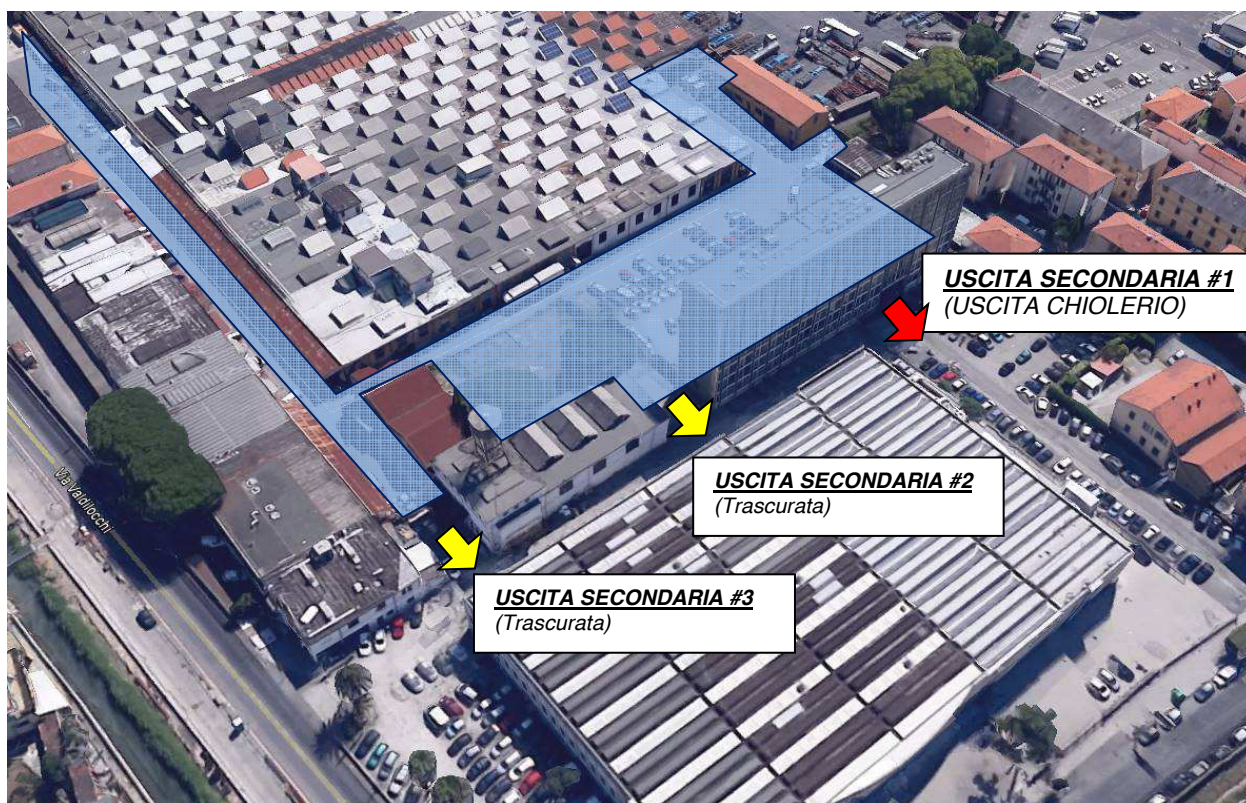 USCITA SECONDARIA #1
(USCITA CHIOLERIO)
USCITA SECONDARIA #2
(Trascurata)
USCITA SECONDARIA #3
(Trascurata)
Via Valdilocchi